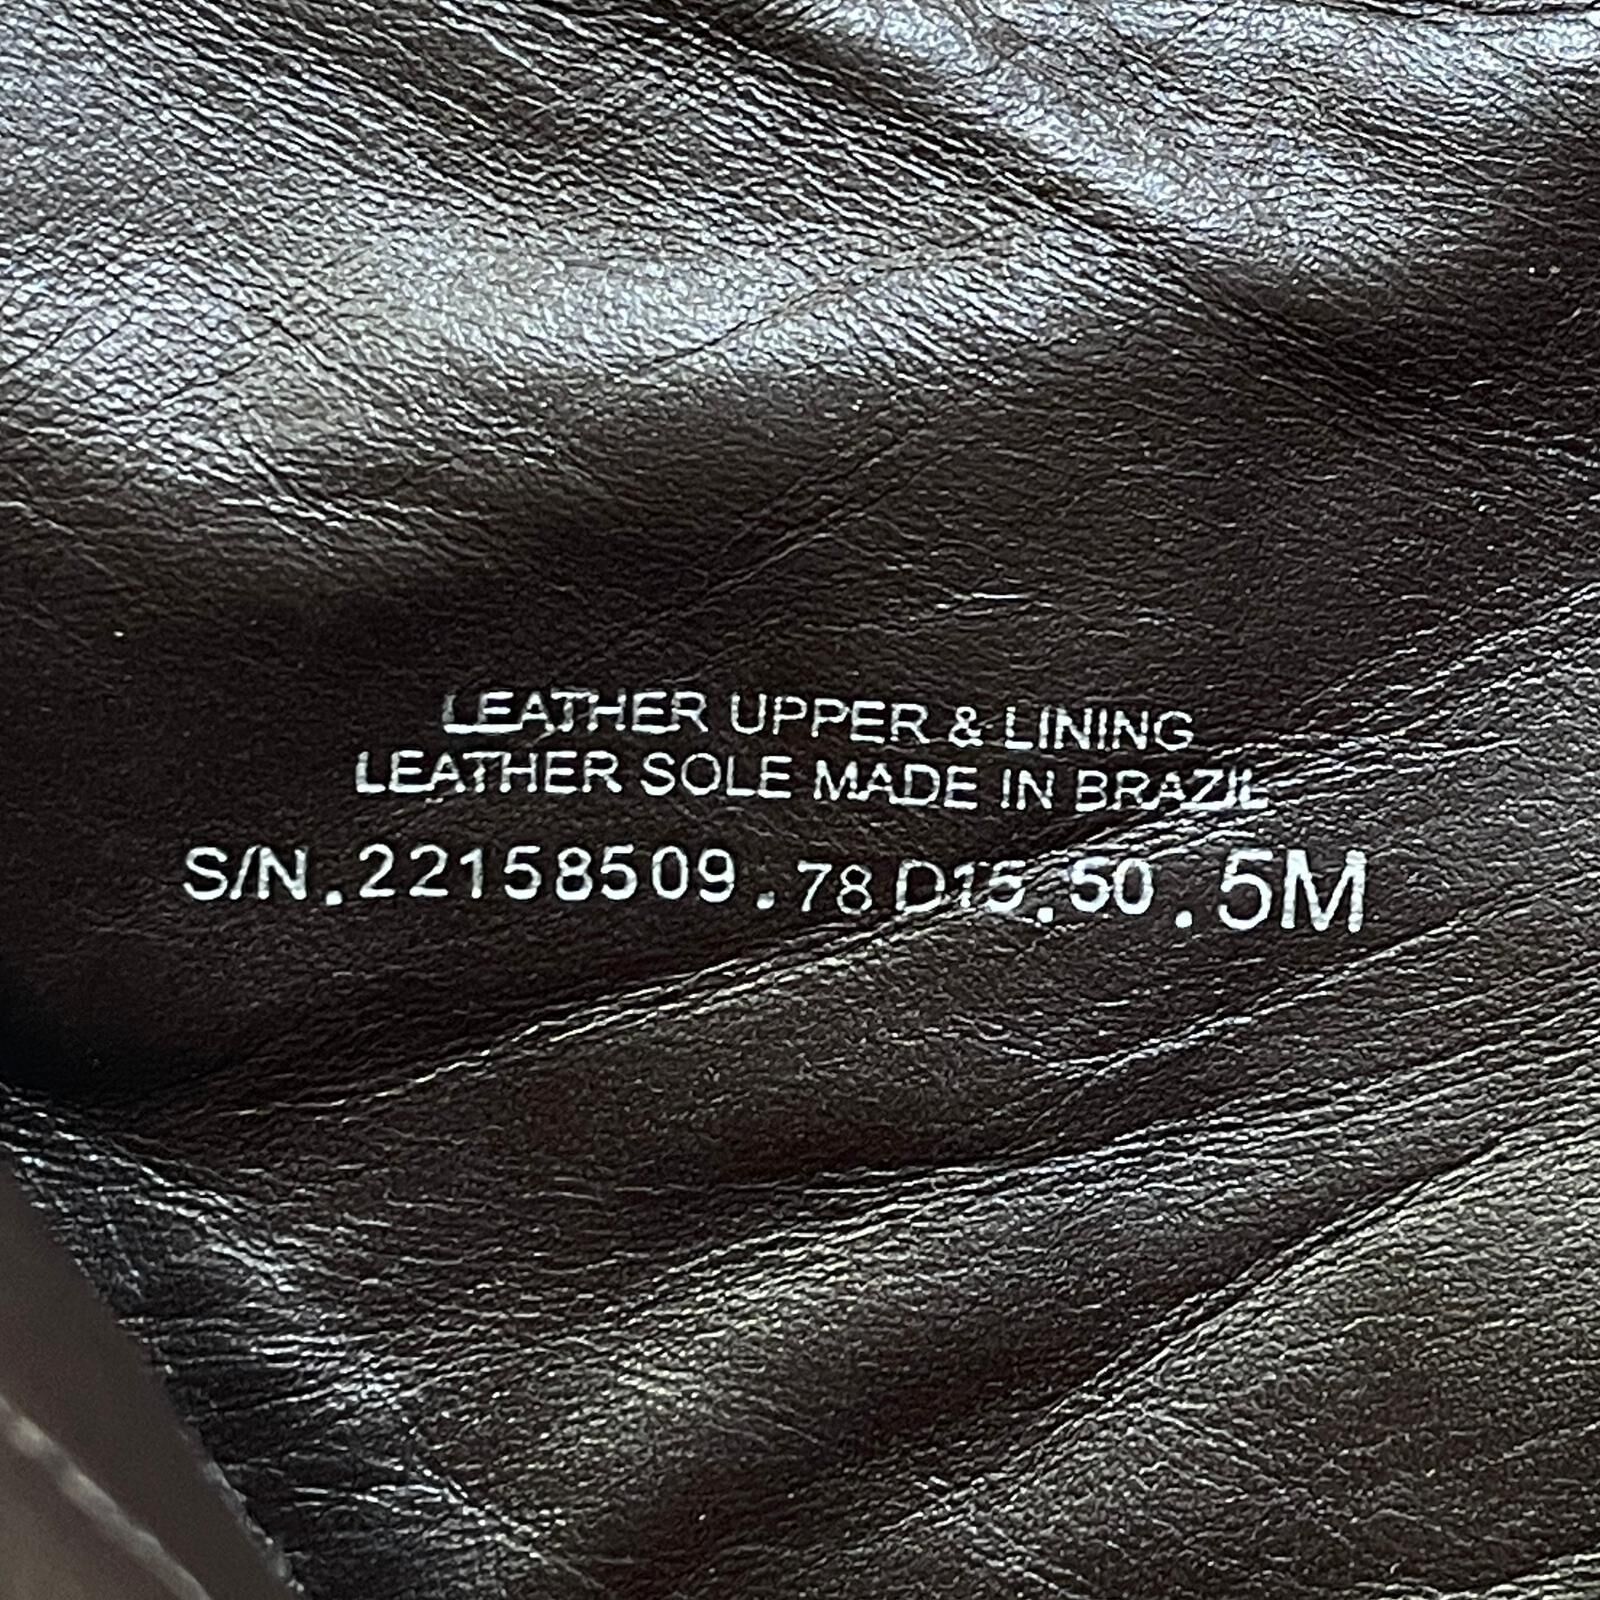 LEATHER UPPER & LINING
LEATHER SOLE MADE IN BRAZIL
S/N.22158509.78 D15.50.5M